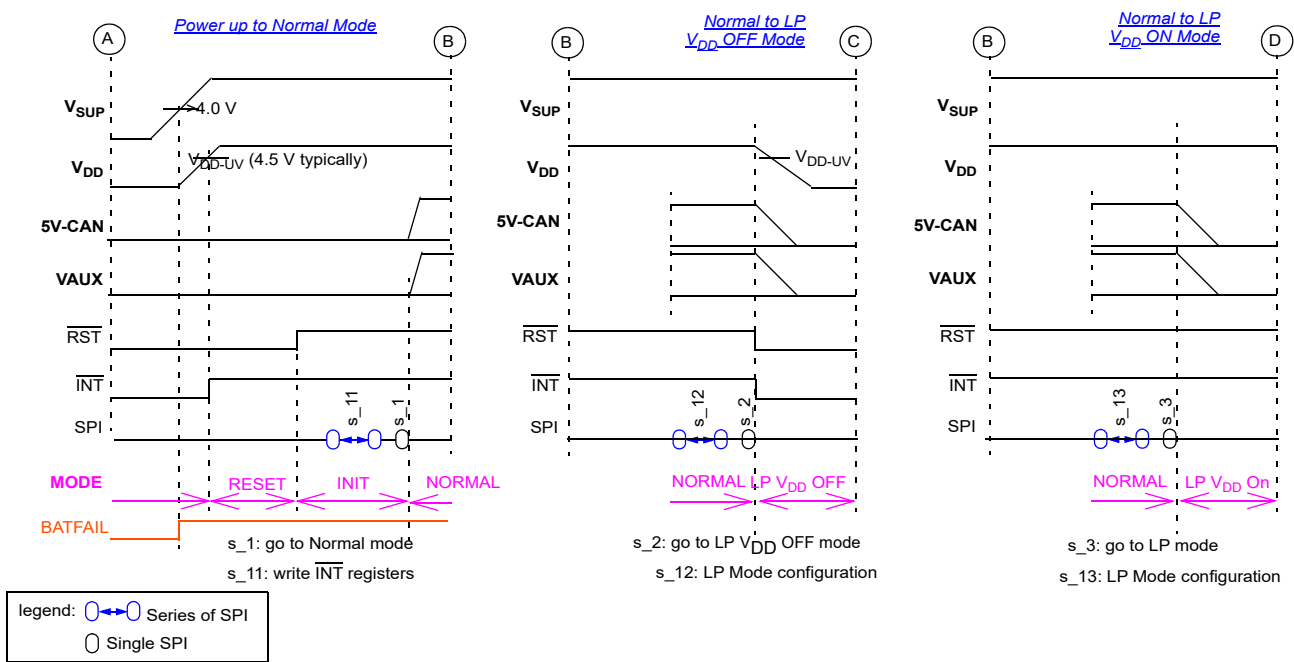 Power up to Normal Mode
A
B
VSUP
4.0 V
VDD
VDD-UV (4.5 V typically)
5V-CAN
VAUX
RST
INT
SPI
s_11
s_1
MODE
RESET
INIT
NORMAL
BATFAIL
s_1: go to Normal mode
s_11: write INT registers
legend:
Series of SPI
Single SPI
Normal to LP
VDD OFF Mode
B
C
VSUP
VDD
VDD-UV
5V-CAN
VAUX
RST
INT
SPI
s_12
s_2
NORMAL
LP VDD OFF
s_2: go to LP VDD OFF mode
s_12: LP Mode configuration
Normal to LP
VDD ON Mode
B
D
VSUP
VDD
5V-CAN
VAUX
RST
INT
SPI
s_13
s_3
NORMAL
LP VDD On
s_3: go to LP mode
s_13: LP Mode configuration